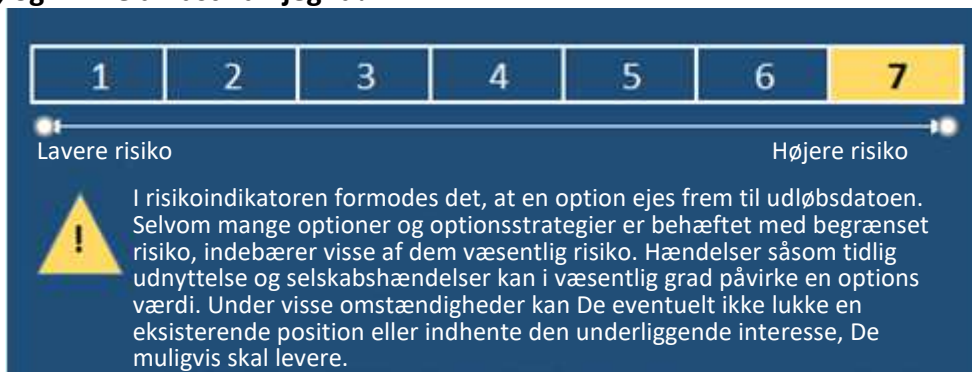 1 2 3 4 5 6 7
Lavere risiko Højere risiko
I risikoindikatoren formodes det, at en option ejes frem til udløbsdatoen.
Selvom mange optioner og optionsstrategier er behæftet med begrænset
risiko, indebærer visse af dem væsentlig risiko. Hændelser såsom tidlig
udnyttelse og selskabshændelser kan i væsentlig grad påvirke en options
værdi. Under visse omstændigheder kan De eventuelt ikke lukke en
eksisterende position eller indhente den underliggende interesse, De
muligvis skal levere.